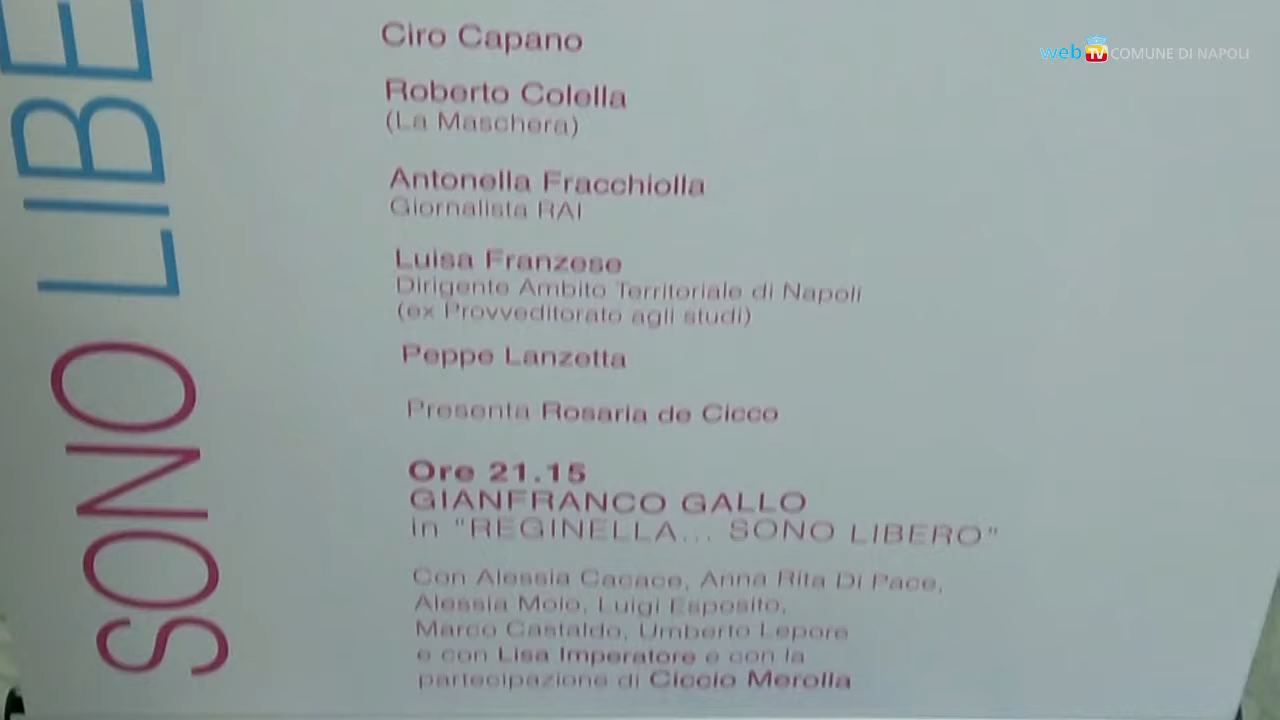 web TV COMUNE DI NAPOLI
SONO LIBE
Ciro Capano
Roberto Colella
(La Maschera)
Antonella Fracchiolla
Giornalista RAI
Luisa Franzese
Dirigente Ambito Territoriale di Napoli
(ex Provveditorato agli studi)
Peppe Lanzetta
Presenta Rosaria de Cicco
Ore 21.15
GIANFRANCO GALLO
in "REGINELLA... SONO LIBERO"
Con Alessia Cacace, Anna Rita Di Pace,
Alessia Moio, Luigi Esposito,
Marco Castaldo, Umberto Lepore
e con Lisa Imperatore e con la
partecipazione di Ciccio Merolla